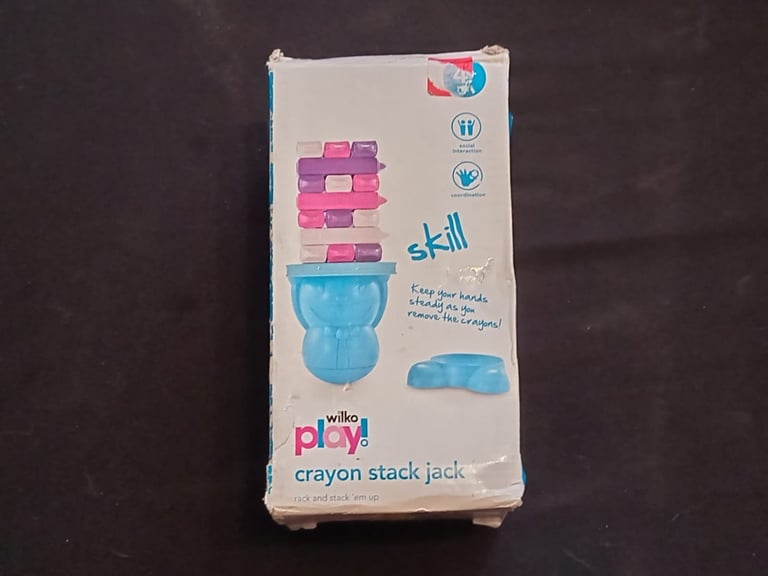 social
interaction
coordination
skill
Keep your hands
steady as you
remove the crayons!
wilko
play!
crayon stack jack
rack and stack 'em up